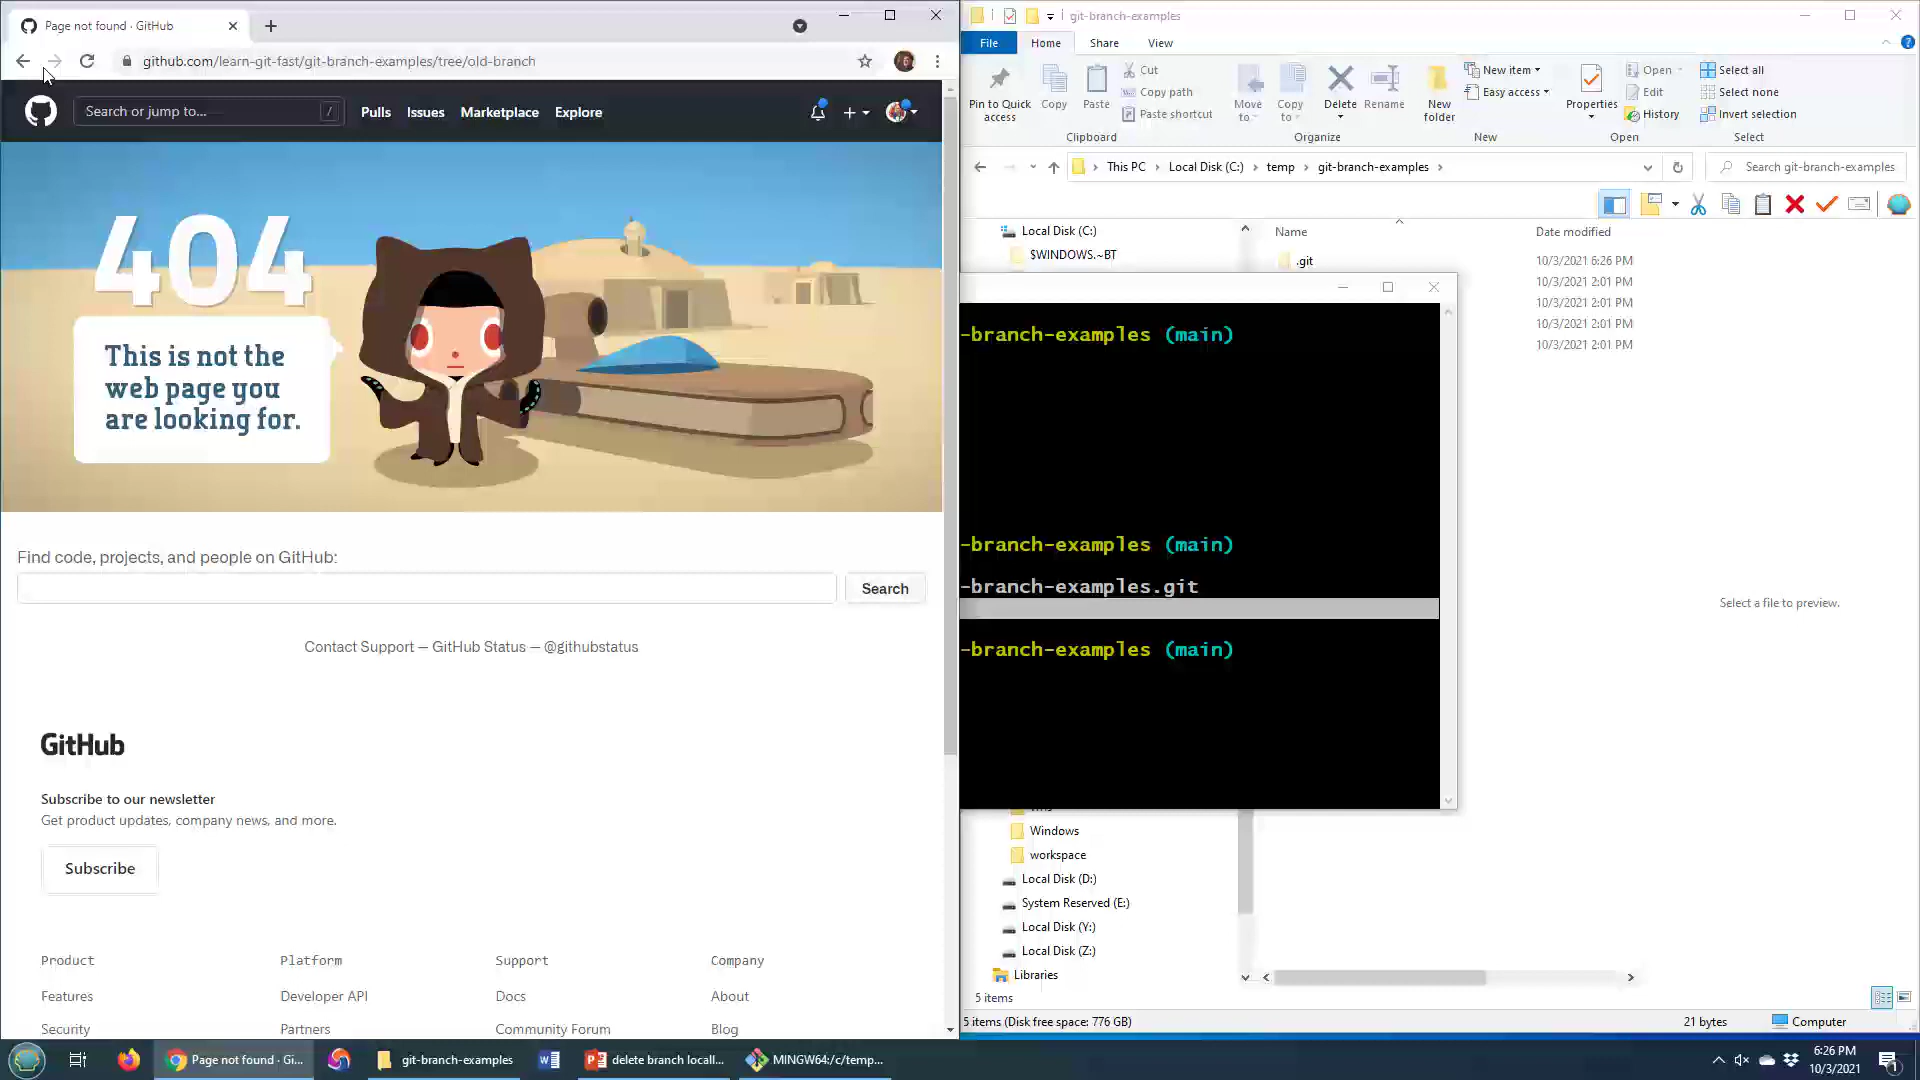 Page not found · GitHub
github.com/learn-git-fast/git-branch-examples/tree/old-branch
Search or jump to...
/
Pulls
Issues
Marketplace
Explore
404
This is not the
web page you
are looking for.
Find code, projects, and people on GitHub:
Search
Contact Support — GitHub Status — @githubstatus
GitHub
Subscribe to our newsletter
Get product updates, company news, and more.
Subscribe
Product
Platform
Support
Company
Features
Developer API
Docs
About
Security
Partners
Community Forum
Blog
git-branch-examples
File
Home
Share
View
Pin to Quick
access
Copy
Paste
Cut
Copy path
Paste shortcut
Move
to
Copy
to
Delete
Rename
New
folder
New item
Easy access
Properties
Open
Edit
History
Select all
Select none
Invert selection
Clipboard
Organize
New
Open
Select
This PC
Local Disk (C:)
temp
git-branch-examples
Search git-branch-examples
Local Disk (C:)
$WINDOWS.~BT
Name
Date modified
.git
10/3/2021 6:26 PM
10/3/2021 2:01 PM
10/3/2021 2:01 PM
10/3/2021 2:01 PM
10/3/2021 2:01 PM
-branch-examples (main)
-branch-examples (main)
-branch-examples.git
-branch-examples (main)
Select a file to preview.
Windows
workspace
Local Disk (D:)
System Reserved (E:)
Local Disk (Y:)
Local Disk (Z:)
Libraries
5 items
5 items (Disk free space: 776 GB)
21 bytes
Computer
Page not found · Gi...
git-branch-examples
delete branch locall...
MINGW64:/c/temp...
6:26 PM
10/3/2021
1